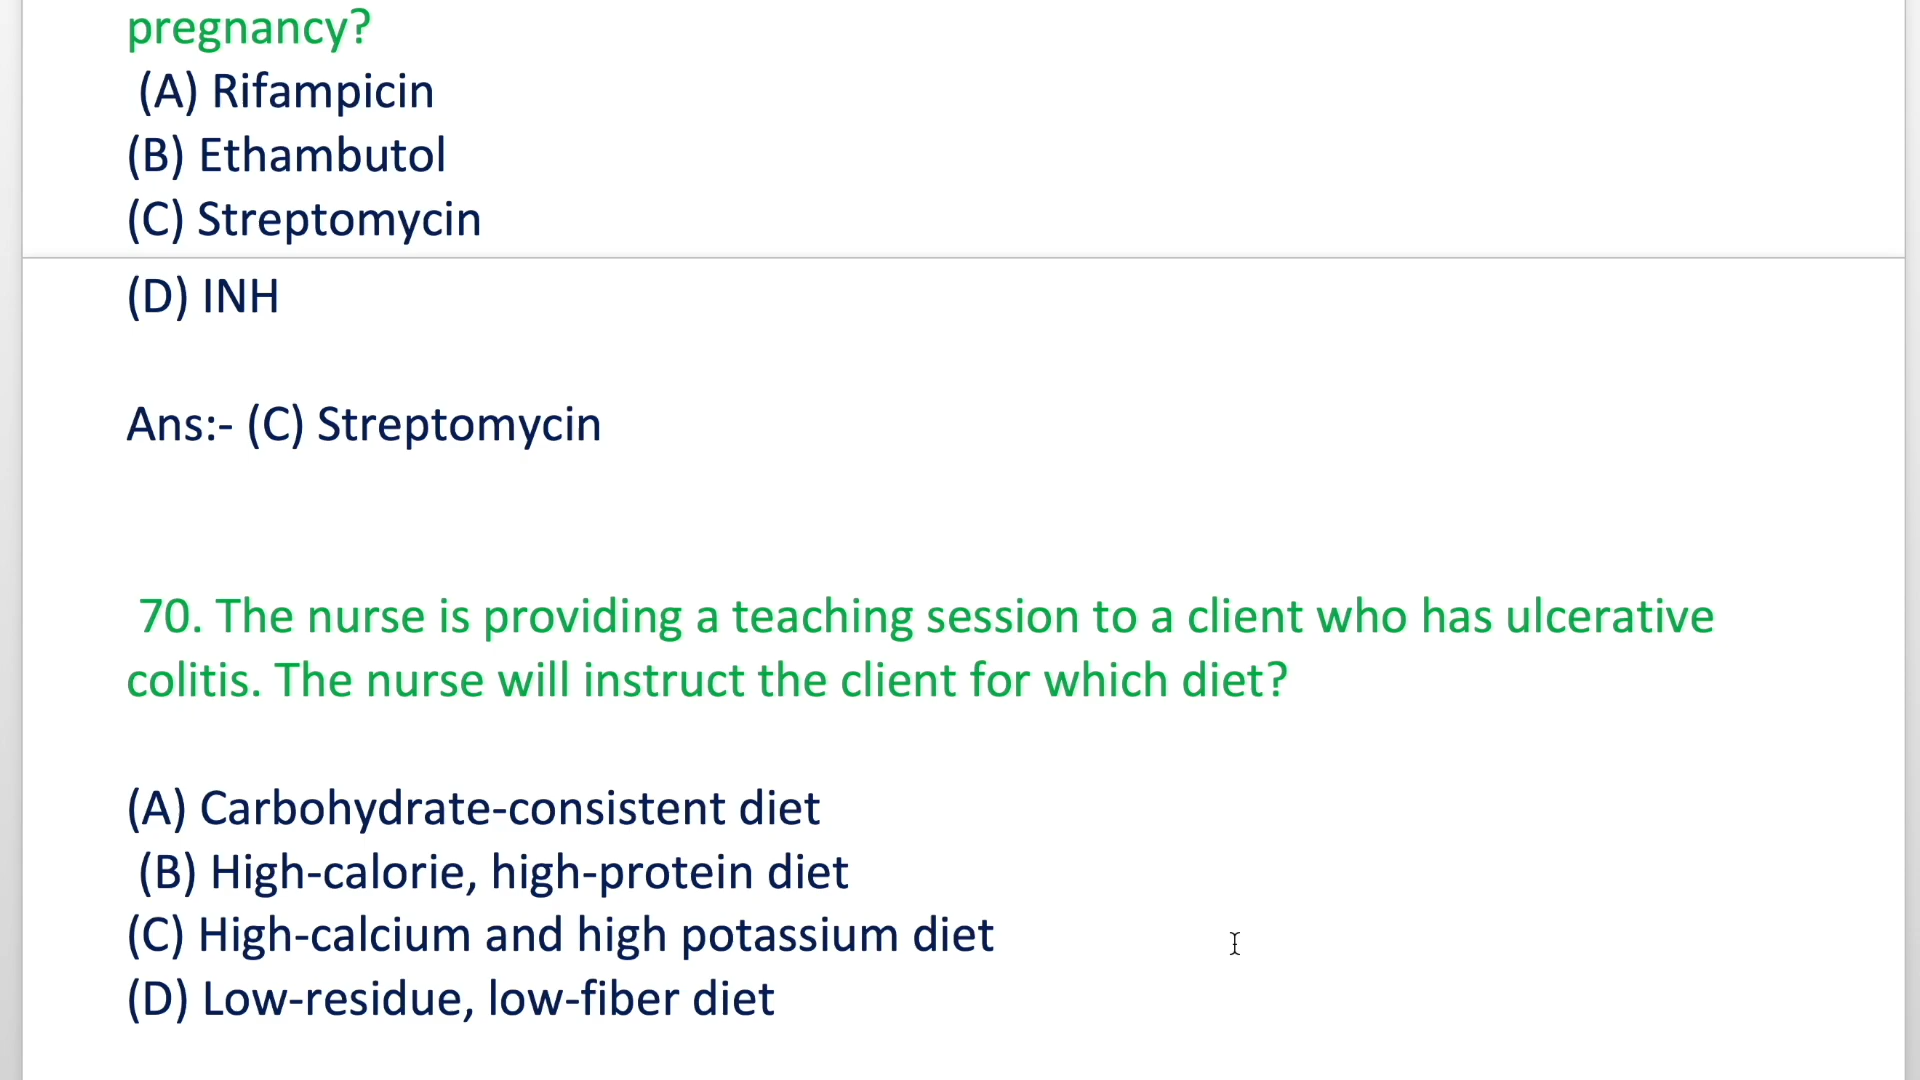 pregnancy?
(A) Rifampicin
(B) Ethambutol
(C) Streptomycin
(D) INH
Ans:- (C) Streptomycin
70. The nurse is providing a teaching session to a client who has ulcerative
colitis. The nurse will instruct the client for which diet?
(A) Carbohydrate-consistent diet
(B) High-calorie, high-protein diet
(C) High-calcium and high potassium diet
(D) Low-residue, low-fiber diet